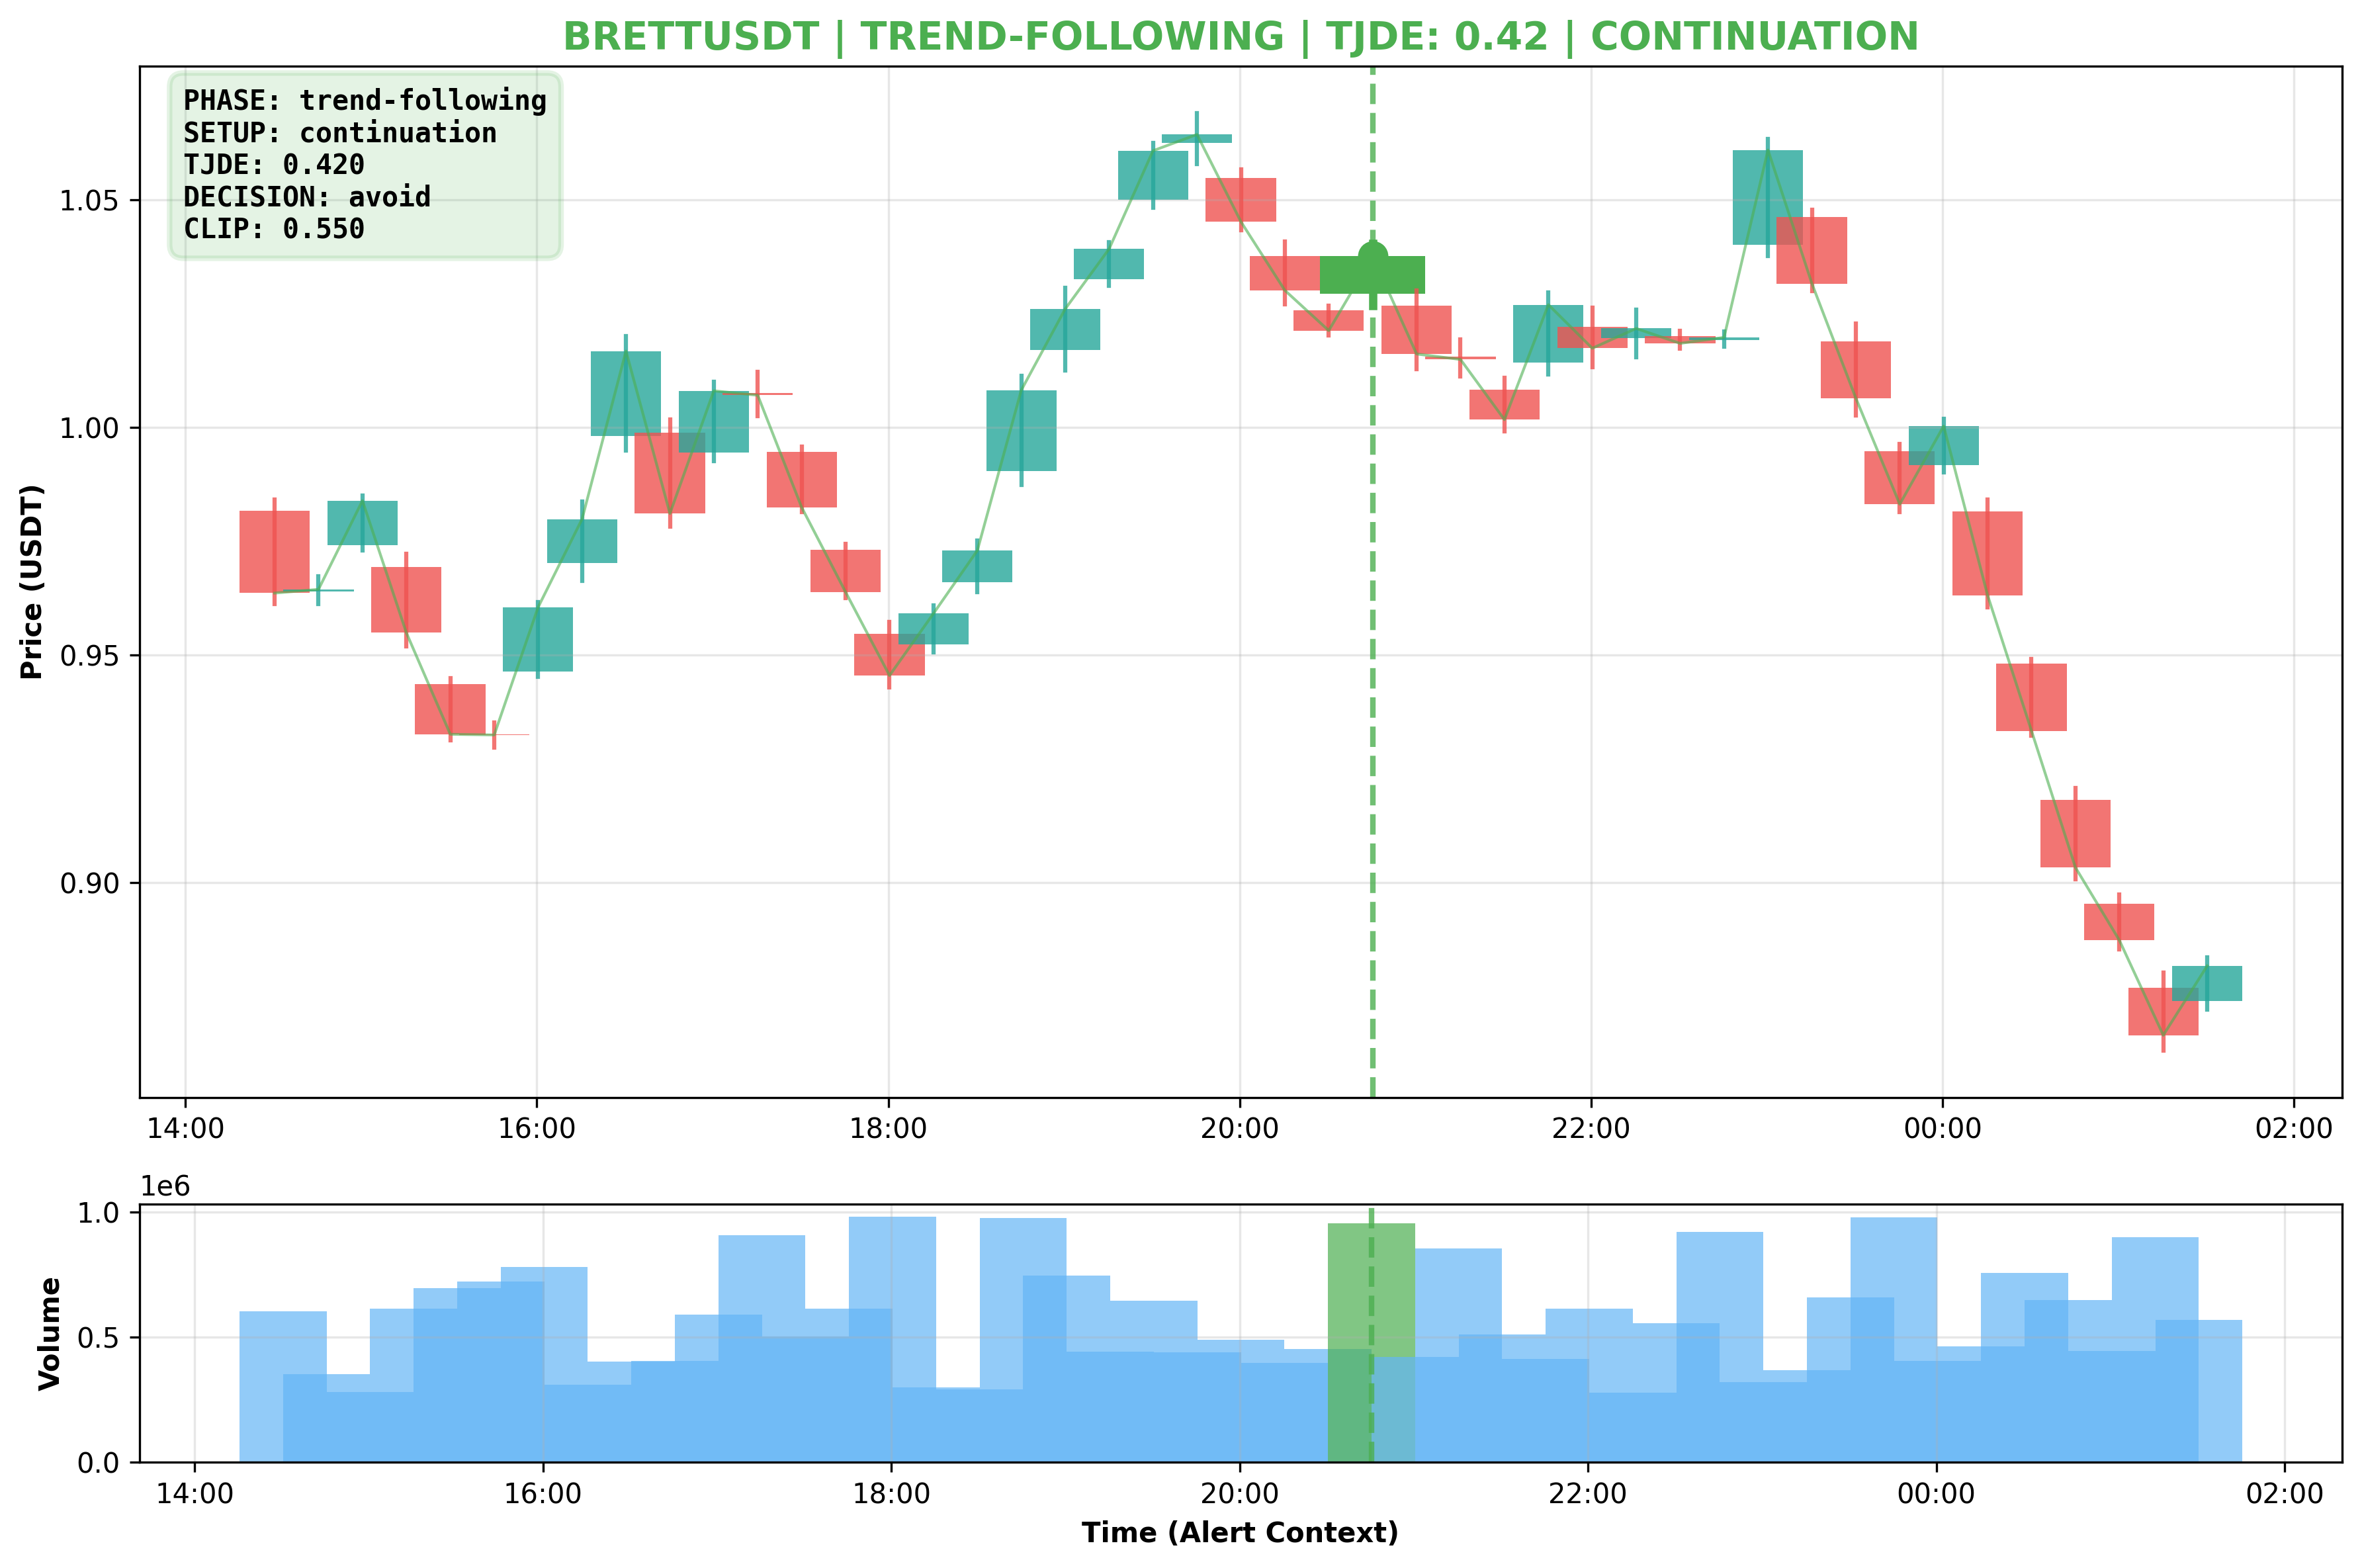 BRETTUSDT | TREND-FOLLOWING | TJDE: 0.42 | CONTINUATION
PHASE: trend-following
SETUP: continuation
TJDE: 0.420
DECISION: avoid
CLIP: 0.550
Price (USDT)
1.05
1.00
0.95
0.90
14:00 16:00 18:00 20:00 22:00 00:00 02:00
1e6
Volume
1.0
0.5
0.0
14:00 16:00 18:00 20:00 22:00 00:00 02:00
Time (Alert Context)